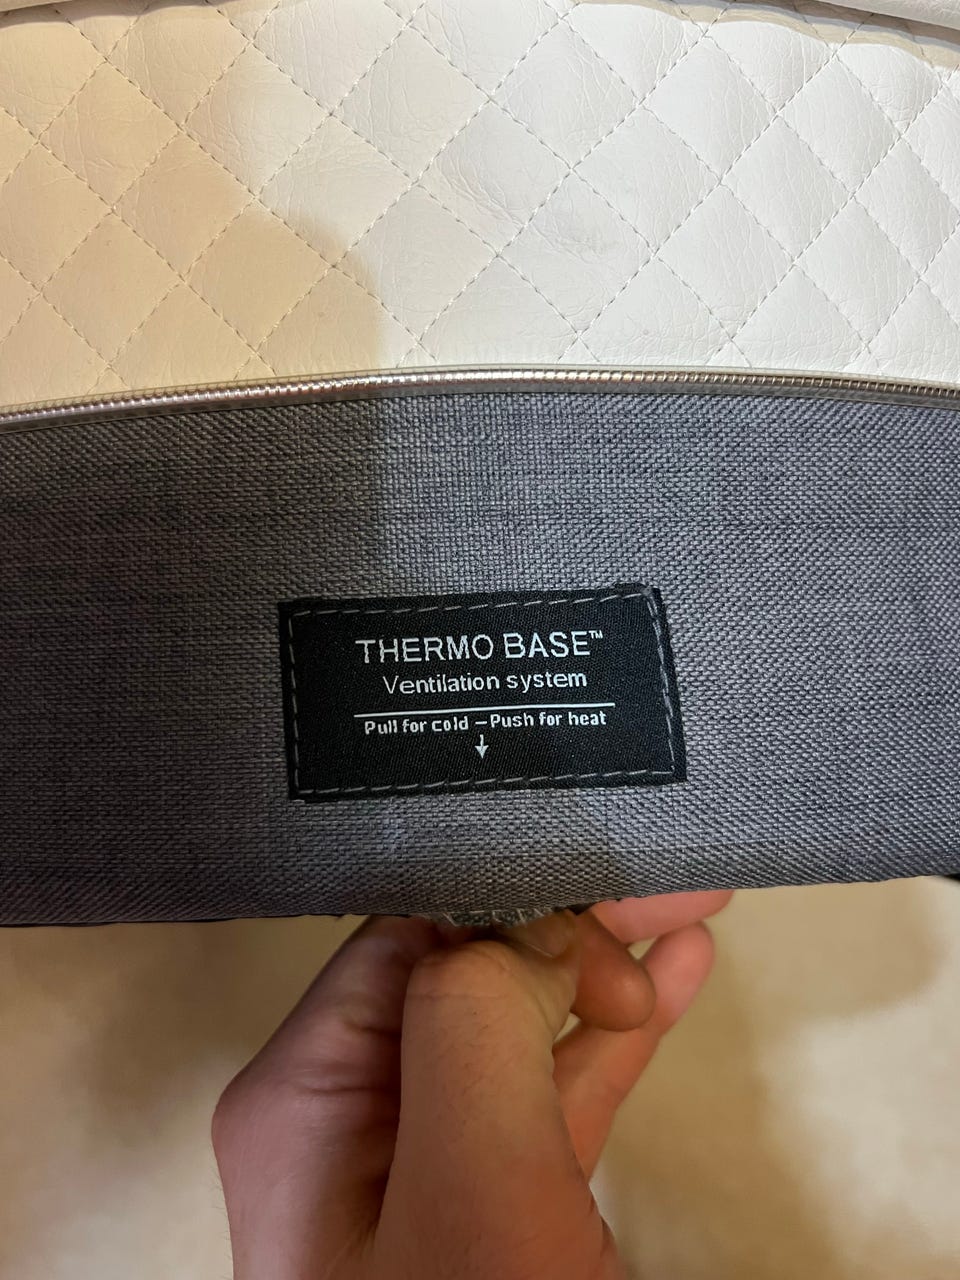 THERMO BASE™
Ventilation system
Pull for cold – Push for heat
↓